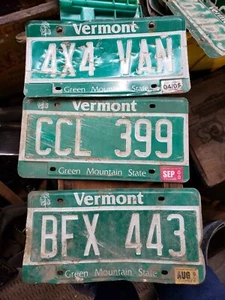 Vermont
4X4 VAN
04/05
Green Mountain State
Vermont
CCL 399
SEP
Green Mountain State
Vermont
BFX 443
AUG
Green Mountain State